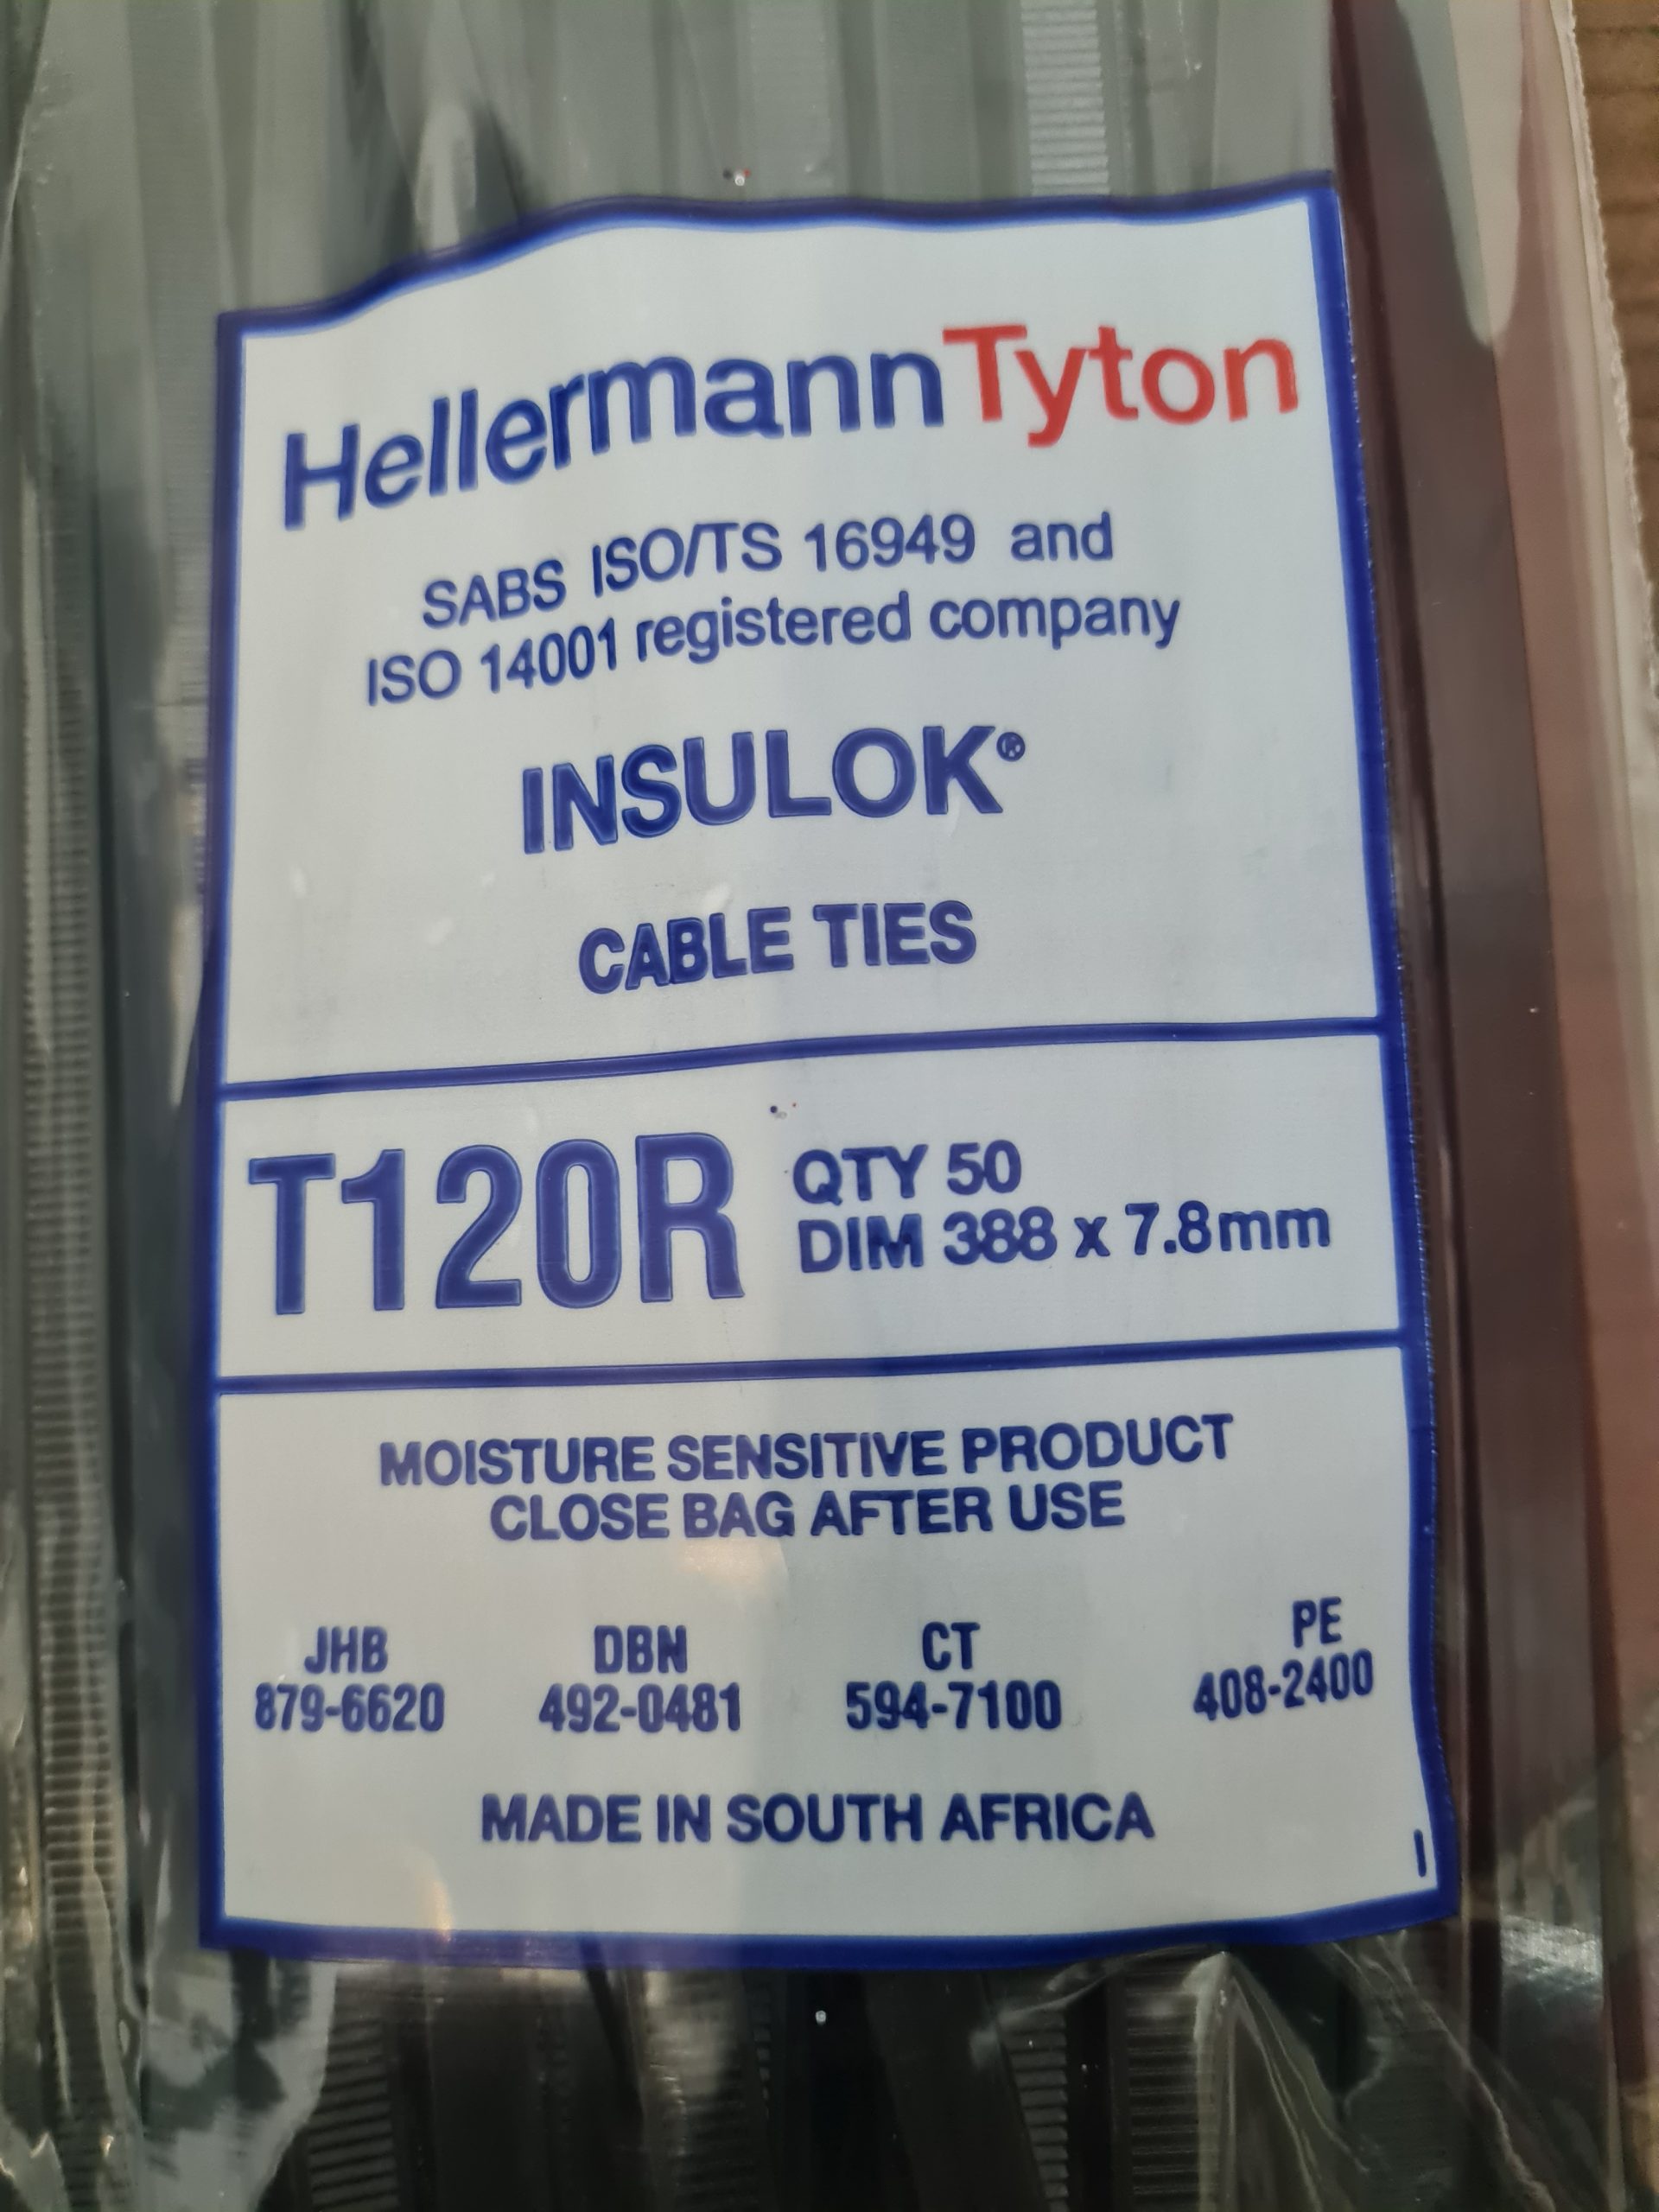 HellermannTyton
SABS ISO/TS 16949 and
ISO 14001 registered company
INSULOK®
CABLE TIES
T120R
QTY 50
DIM 388 x 7.8mm
MOISTURE SENSITIVE PRODUCT
CLOSE BAG AFTER USE
JHB DBN CT PE
879-6620 492-0481 594-7100 408-2400
MADE IN SOUTH AFRICA